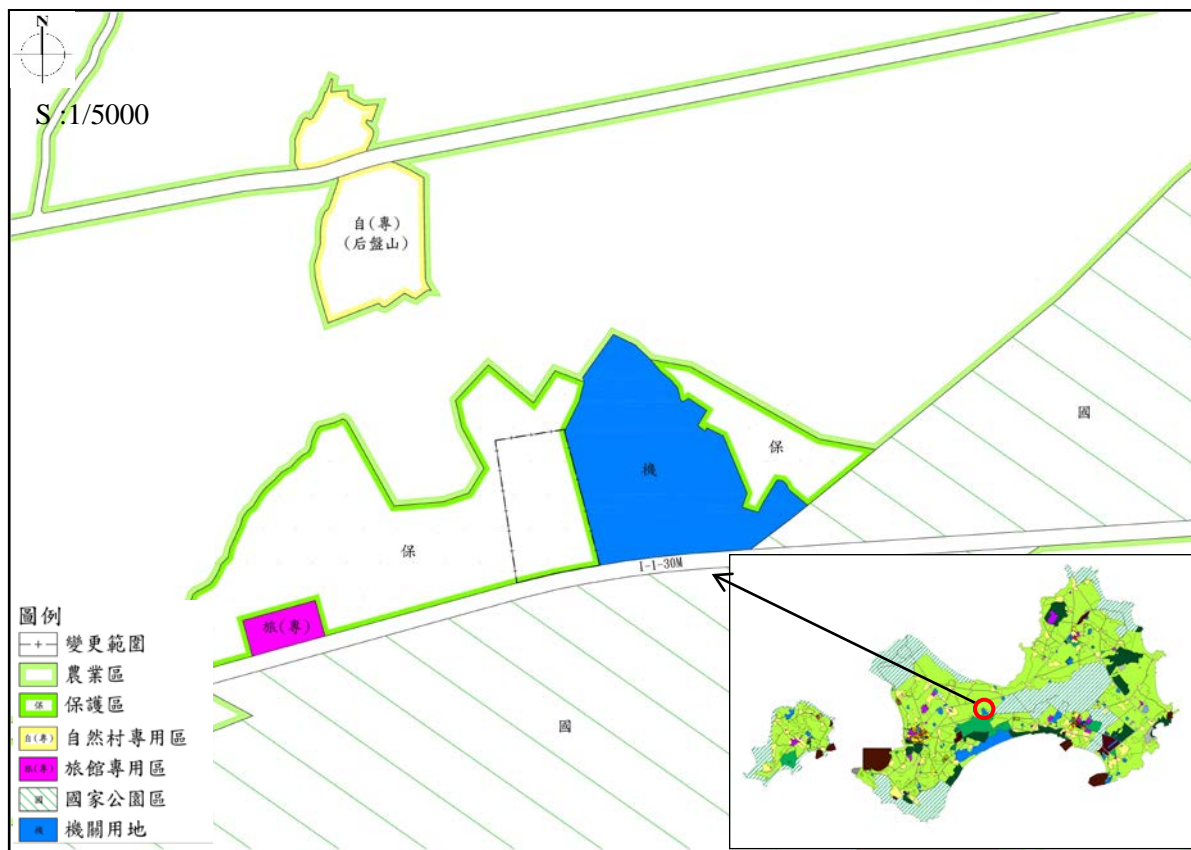 N
S :1/5000
自(專)
(后盤山)
國
保
機
保
I-1-30M
旅(專)
國
圖例
變更範圍
農業區
保 保護區
自(專) 自然村專用區
旅(專) 旅館專用區
國 國家公園區
機 機關用地